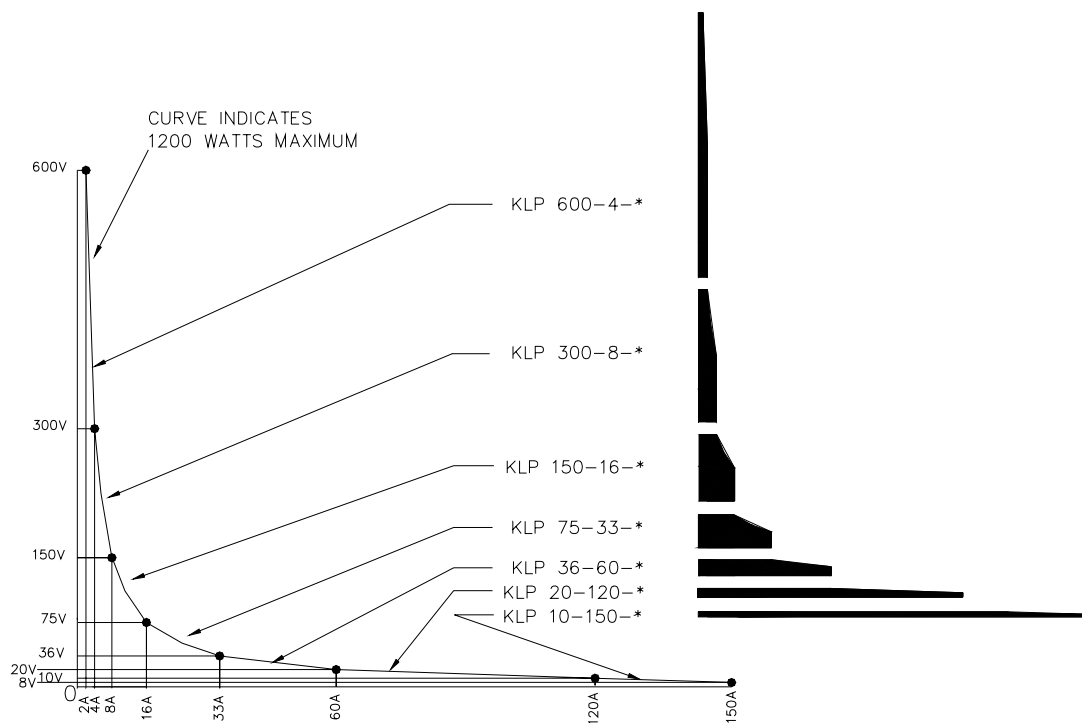 CURVE INDICATES
1200 WATTS MAXIMUM
600V
KLP 600-4-*
KLP 300-8-*
300V
KLP 150-16-*
KLP 75-33-*
150V
KLP 36-60-*
KLP 20-120-*
KLP 10-150-*
75V
36V
20V
10V
8V
0
2A
4A
8A
16A
33A
60A
120A
150A